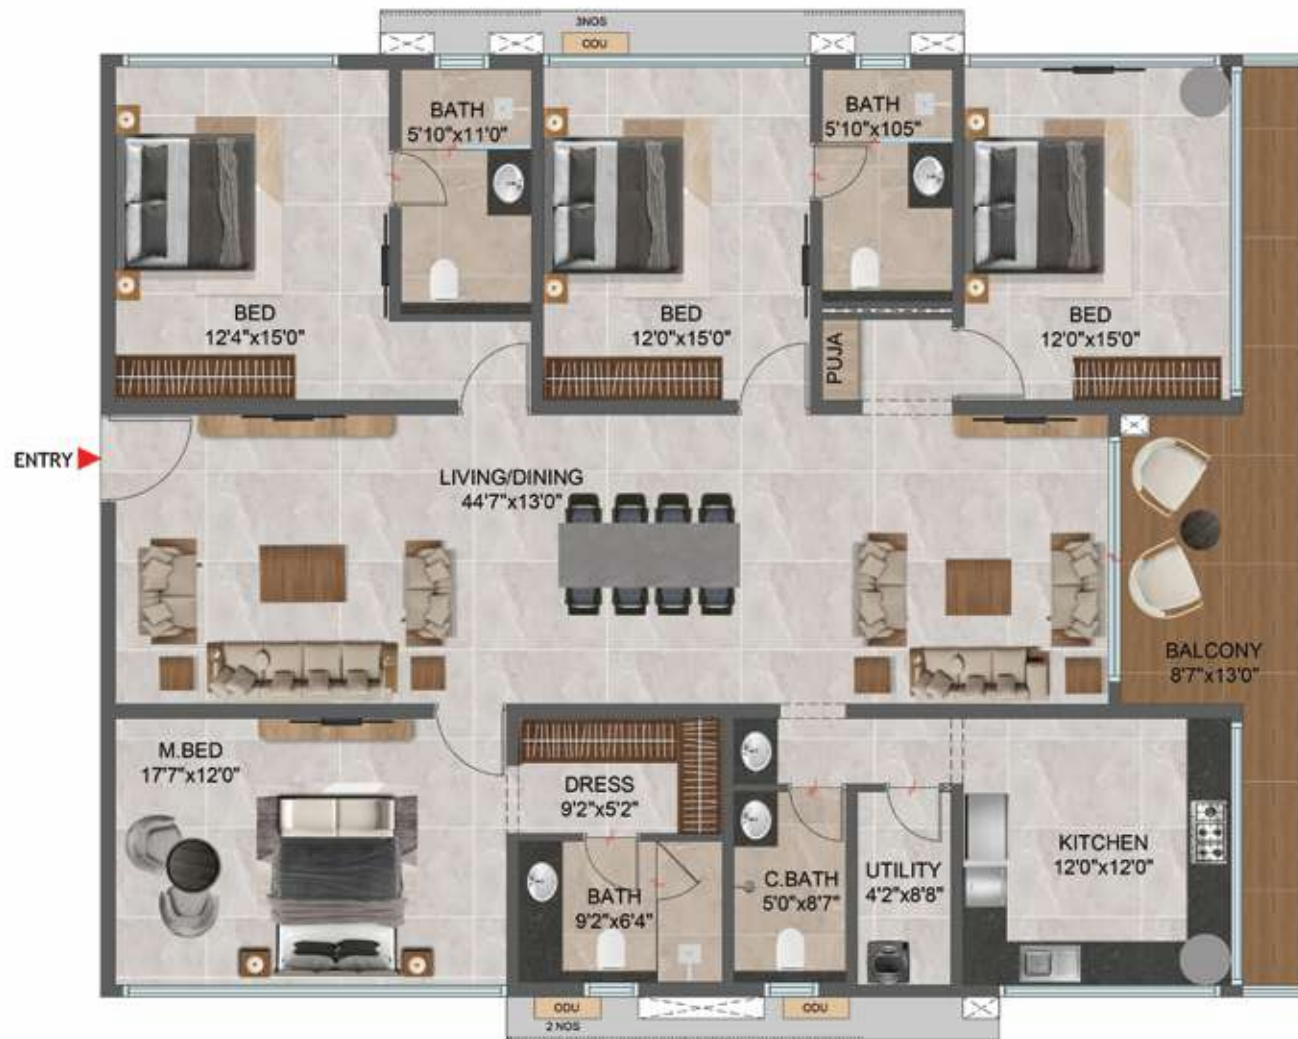 3NOS
ODU
BATH
5'10"x11'0"
BATH
5'10"x105"
BED
12'4"x15'0"
BED
12'0"x15'0"
PUJA
BED
12'0"x15'0"
ENTRY
LIVING/DINING
44'7"x13'0"
BALCONY
8'7"x13'0"
M.BED
17'7"x12'0"
DRESS
9'2"x5'2"
BATH
9'2"x6'4"
C.BATH
5'0"x8'7"
UTILITY
4'2"x8'8"
KITCHEN
12'0"x12'0"
ODU
2 NOS
ODU